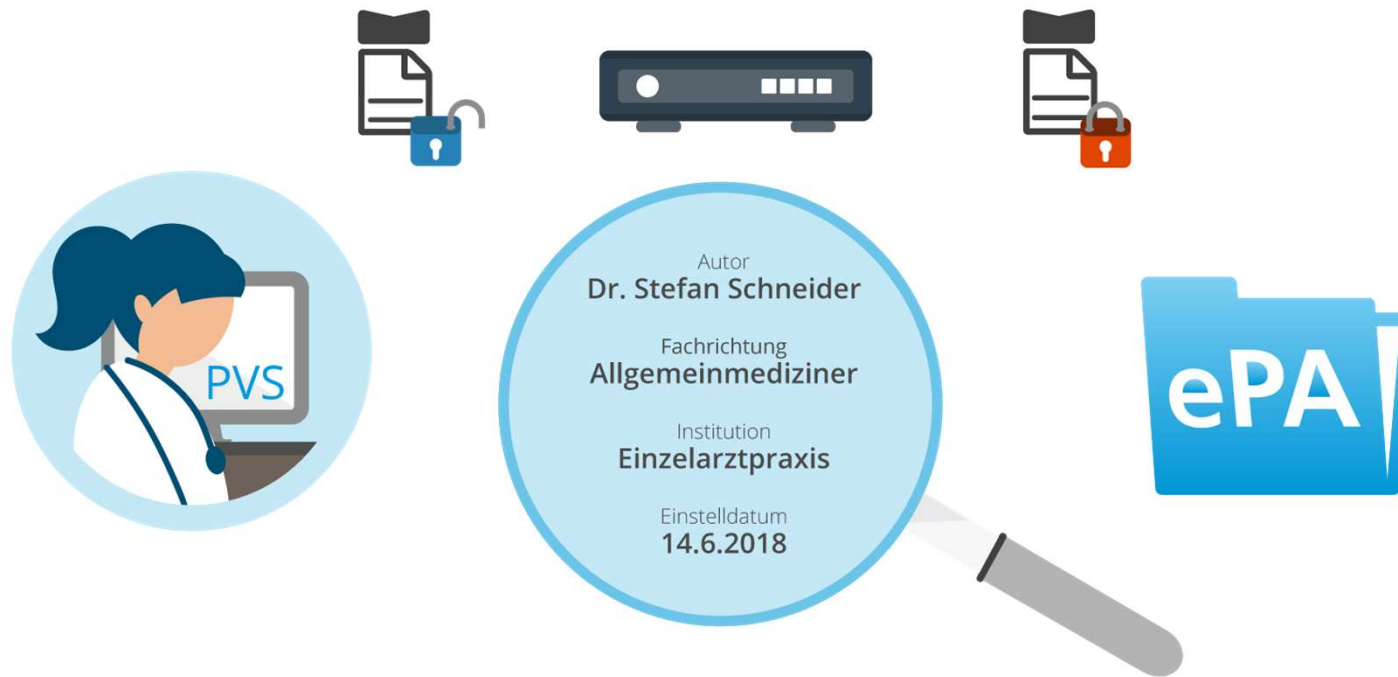 Autor
Dr. Stefan Schneider
Fachrichtung
Allgemeinmediziner
Institution
Einzelarztpraxis
Einstelldatum
14.6.2018
PVS
ePA